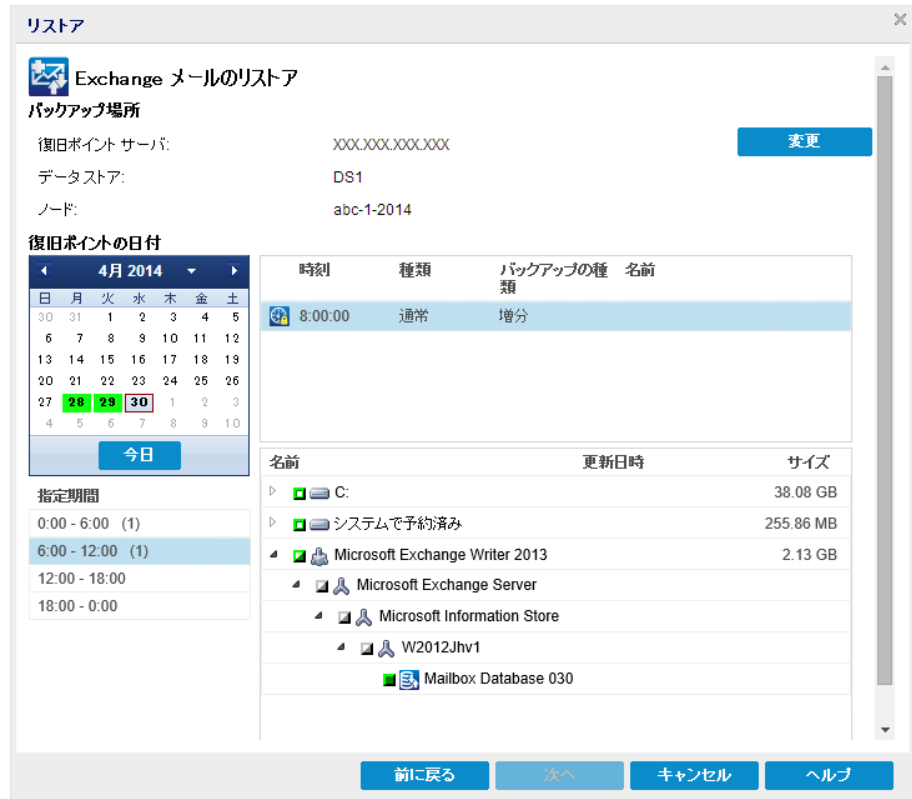 リストア
Exchange メールのリストア
バックアップ場所
復旧ポイント サーバ: XXX.XXX.XXX.XXX 変更
データ ストア: DS1
ノード: abc-1-2014
復旧ポイントの日付
4月 2014
日 月 火 水 木 金 土
30 31 1 2 3 4 5
6 7 8 9 10 11 12
13 14 15 16 17 18 19
20 21 22 23 24 25 26
27 28 29 30 1 2 3
4 5 6 7 8 9 10
今日
指定期間
0:00 - 6:00 (1)
6:00 - 12:00 (1)
12:00 - 18:00
18:00 - 0:00
時刻 種類 バックアップの種類 名前
8:00:00 通常 増分
名前 更新日時 サイズ
C: 38.08 GB
システムで予約済み 255.86 MB
Microsoft Exchange Writer 2013 2.13 GB
Microsoft Exchange Server
Microsoft Information Store
W2012Jhv1
Mailbox Database 030
前に戻る 次へ キャンセル ヘルプ